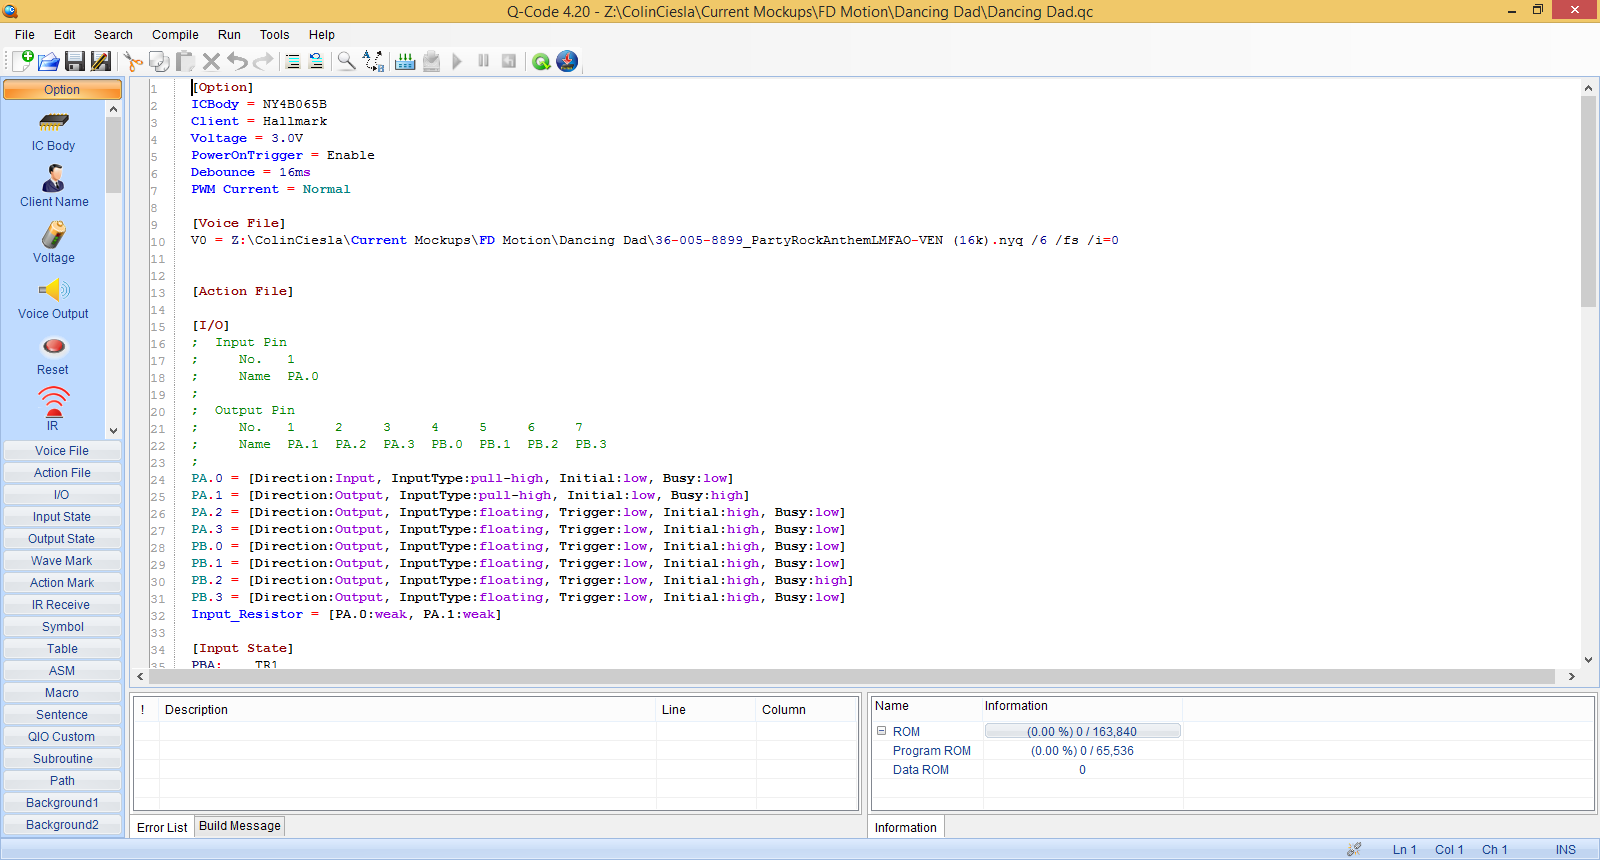 Q-Code 4.20 - Z:\ColinCiesla\Current Mockups\FD Motion\Dancing Dad\Dancing Dad.qc
File Edit Search Compile Run Tools Help
Option
IC Body
Client Name
Voltage
Voice Output
Reset
IR
Voice File
Action File
I/O
Input State
Output State
Wave Mark
Action Mark
IR Receive
Symbol
Table
ASM
Macro
Sentence
QIO Custom
Subroutine
Path
Background1
Background2
1 [Option]
2 ICBody = NY4B065B
3 Client = Hallmark
4 Voltage = 3.0V
5 PowerOnTrigger = Enable
6 Debounce = 16ms
7 PWM Current = Normal
8
9 [Voice File]
10 V0 = Z:\ColinCiesla\Current Mockups\FD Motion\Dancing Dad\36-005-8899_PartyRockAnthemLMFAO-VEN (16k).nyq /6 /fs /i=0
11
12
13 [Action File]
14
15 [I/O]
16 ;  Input Pin
17 ;     No.   1
18 ;     Name  PA.0
19 ;
20 ;  Output Pin
21 ;     No.   1     2     3     4     5     6     7
22 ;     Name  PA.1  PA.2  PA.3  PB.0  PB.1  PB.2  PB.3
23 ;
24 PA.0 = [Direction:Input, InputType:pull-high, Initial:low, Busy:low]
25 PA.1 = [Direction:Output, InputType:pull-high, Initial:low, Busy:high]
26 PA.2 = [Direction:Output, InputType:floating, Trigger:low, Initial:high, Busy:low]
27 PA.3 = [Direction:Output, InputType:floating, Trigger:low, Initial:high, Busy:low]
28 PB.0 = [Direction:Output, InputType:floating, Trigger:low, Initial:high, Busy:low]
29 PB.1 = [Direction:Output, InputType:floating, Trigger:low, Initial:high, Busy:low]
30 PB.2 = [Direction:Output, InputType:floating, Trigger:low, Initial:high, Busy:high]
31 PB.3 = [Direction:Output, InputType:floating, Trigger:low, Initial:high, Busy:low]
32 Input_Resistor = [PA.0:weak, PA.1:weak]
33
34 [Input State]
35 PBA:    TR1
! Description Line Column
Error List Build Message
Name Information
ROM (0.00 %) 0 / 163,840
Program ROM (0.00 %) 0 / 65,536
Data ROM 0
Information
Ln 1 Col 1 Ch 1 INS